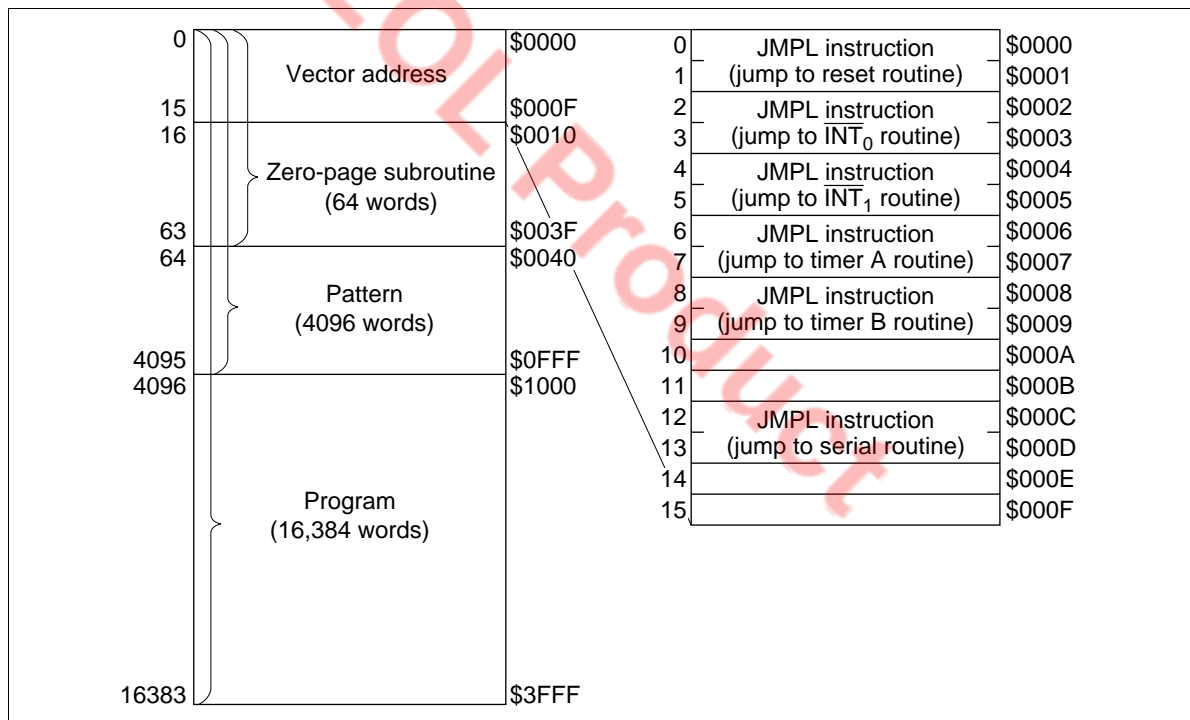 0
Vector address
15
16
Zero-page subroutine
(64 words)
63
64
Pattern
(4096 words)
4095
4096
Program
(16,384 words)
16383
$0000
$000F
$0010
$003F
$0040
$0FFF
$1000
$3FFF
0 JMPL instruction $0000
1 (jump to reset routine) $0001
2 JMPL instruction $0002
3 (jump to I̅N̅T̅₀ routine) $0003
4 JMPL instruction $0004
5 (jump to I̅N̅T̅₁ routine) $0005
6 JMPL instruction $0006
7 (jump to timer A routine) $0007
8 JMPL instruction $0008
9 (jump to timer B routine) $0009
10 $000A
11 $000B
12 JMPL instruction $000C
13 (jump to serial routine) $000D
14 $000E
15 $000F
OL Product